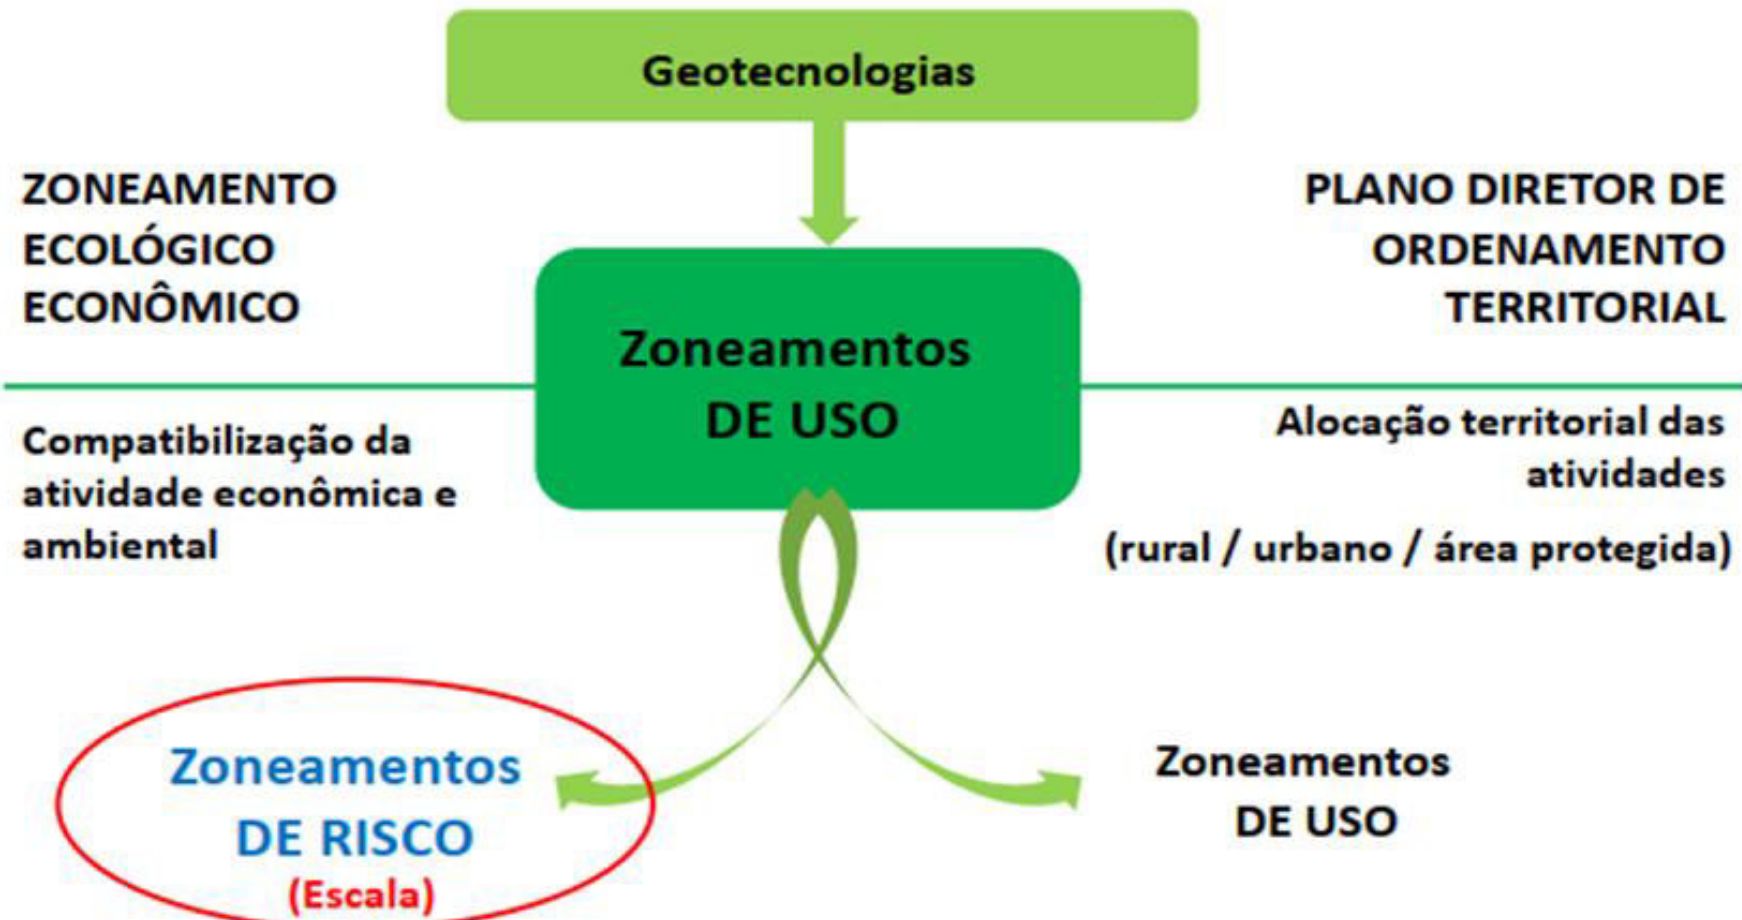 Geotecnologias
ZONEAMENTO
ECOLÓGICO
ECONÔMICO
PLANO DIRETOR DE
ORDENAMENTO
TERRITORIAL
Zoneamentos
DE USO
Compatibilização da
atividade econômica e
ambiental
Alocação territorial das
atividades
(rural / urbano / área protegida)
Zoneamentos
DE RISCO
(Escala)
Zoneamentos
DE USO